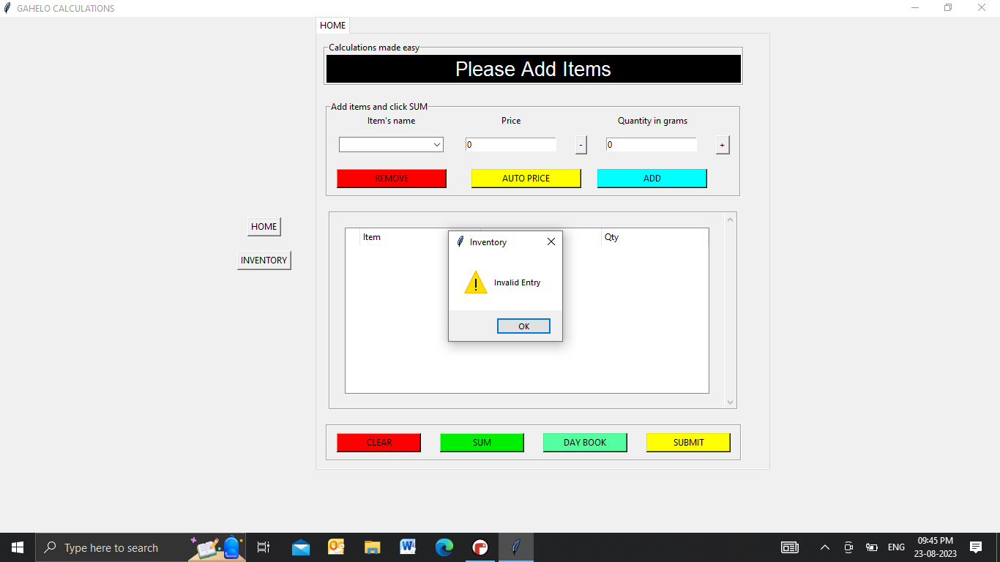 GAHELO CALCULATIONS
HOME
Calculations made easy
Please Add Items
Add items and click SUM
Item's name Price Quantity in grams
0 - 0 +
REMOVE AUTO PRICE ADD
HOME
INVENTORY
Item Qty
Inventory
Invalid Entry
OK
CLEAR SUM DAY BOOK SUBMIT
Type here to search
ENG
09:45 PM
23-08-2023